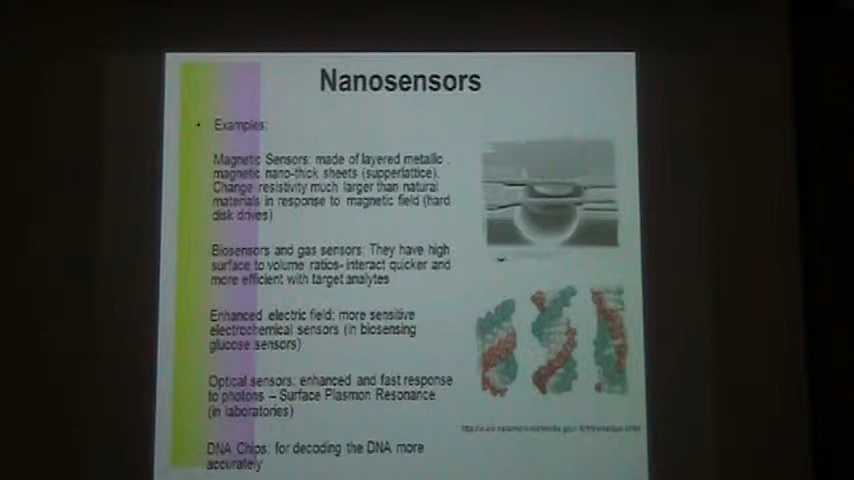 Nanosensors
• Examples:
Magnetic Sensors: made of layered metallic .
magnetic nano-thick sheets (supperlattice).
Change resistivity much larger than natural
materials in response to magnetic field (hard
disk drives)
Biosensors and gas sensors: They have high
surface to volume ratios- interact quicker and
more efficient with target analytes
Enhanced electric field: more sensitive
electrochemical sensors (in biosensing
glucose sensors)
Optical sensors: enhanced and fast response
to photons – Surface Plasmon Resonance
(in laboratories)
DNA Chips: for decoding the DNA more
accurately